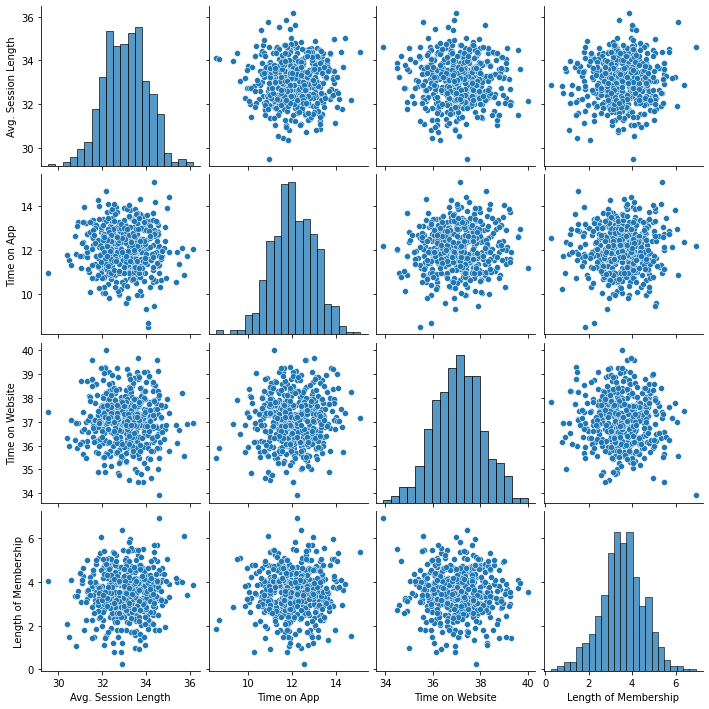 36
34
32
30
Avg. Session Length
14
12
10
Time on App
40
39
38
37
36
35
34
Time on Website
6
4
2
0
Length of Membership
30 32 34 36
10 12 14
34 36 38 40
0 2 4 6
Avg. Session Length
Time on App
Time on Website
Length of Membership